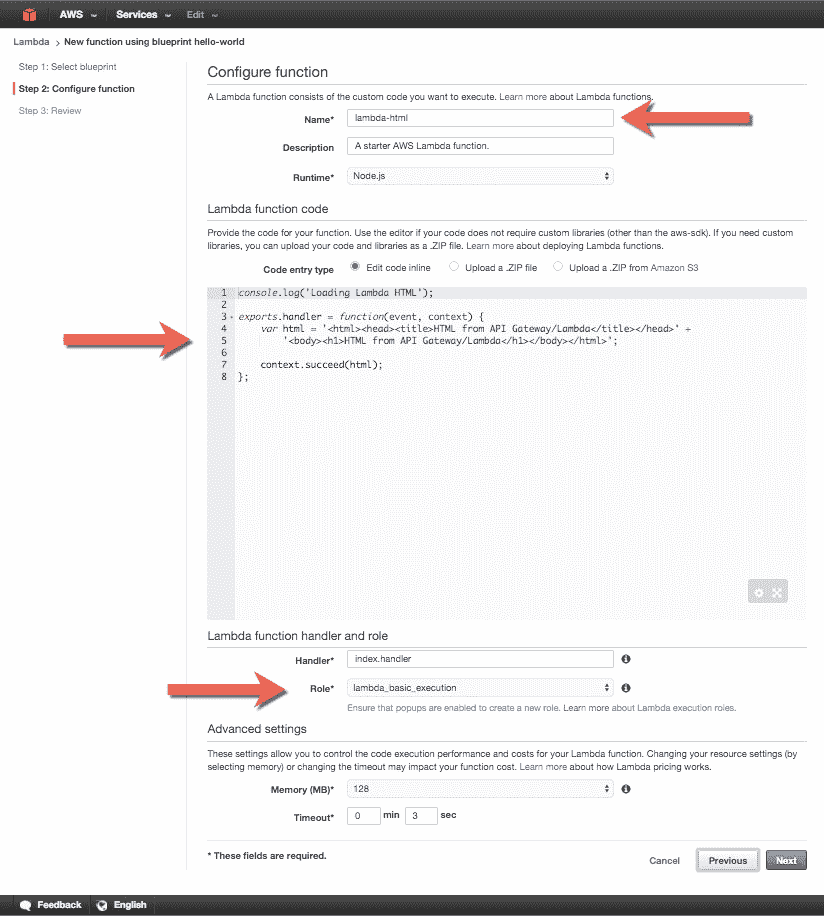 AWS Services Edit
Lambda > New function using blueprint hello-world
Step 1: Select blueprint
Step 2: Configure function
Step 3: Review
Configure function
A Lambda function consists of the custom code you want to execute. Learn more about Lambda functions.
Name* lambda-html
Description A starter AWS Lambda function.
Runtime* Node.js
Lambda function code
Provide the code for your function. Use the editor if your code does not require custom libraries (other than the aws-sdk). If you need custom
libraries, you can upload your code and libraries as a .ZIP file. Learn more about deploying Lambda functions.
Code entry type Edit code inline Upload a .ZIP file Upload a .ZIP from Amazon S3
1 console.log('Loading Lambda HTML');
2
3 exports.handler = function(event, context) {
4 var html = '<html><head><title>HTML from API Gateway/Lambda</title></head>' +
5 '<body><h1>HTML from API Gateway/Lambda</h1></body></html>';
6
7 context.succeed(html);
8 };
Lambda function handler and role
Handler* index.handler
Role* lambda_basic_execution
Ensure that popups are enabled to create a new role. Learn more about Lambda execution roles.
Advanced settings
These settings allow you to control the code execution performance and costs for your Lambda function. Changing your resource settings (by
selecting memory) or changing the timeout may impact your function cost. Learn more about how Lambda pricing works.
Memory (MB)* 128
Timeout* 0 min 3 sec
* These fields are required.
Cancel Previous Next
Feedback English